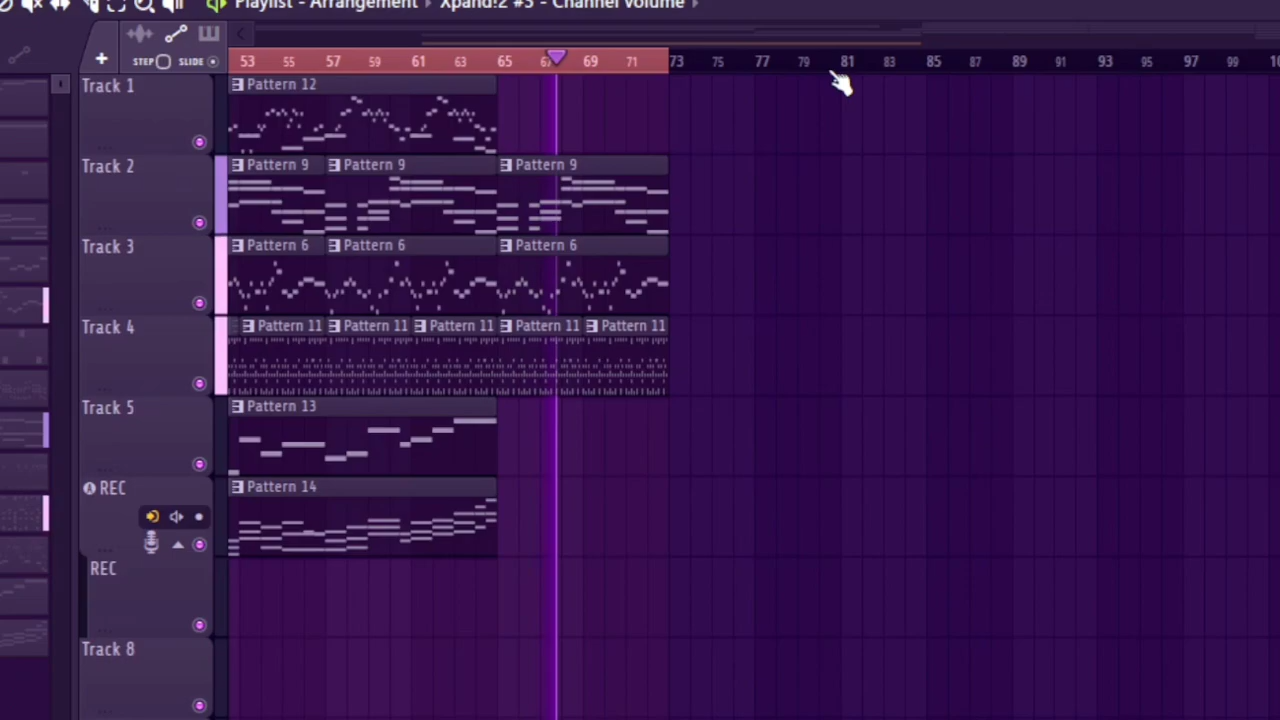 Playlist - Arrangement › Xpand!2 #3 - Channel Volume ›
+ STEP SLIDE
53 55 57 59 61 63 65 67 69 71 73 75 77 79 81 83 85 87 89 91 93 95 97 99
Track 1 Pattern 12
Track 2 Pattern 9 Pattern 9 Pattern 9
Track 3 Pattern 6 Pattern 6 Pattern 6
Track 4 Pattern 11 Pattern 11 Pattern 11 Pattern 11 Pattern 11
Track 5 Pattern 13
A REC Pattern 14
REC
Track 8